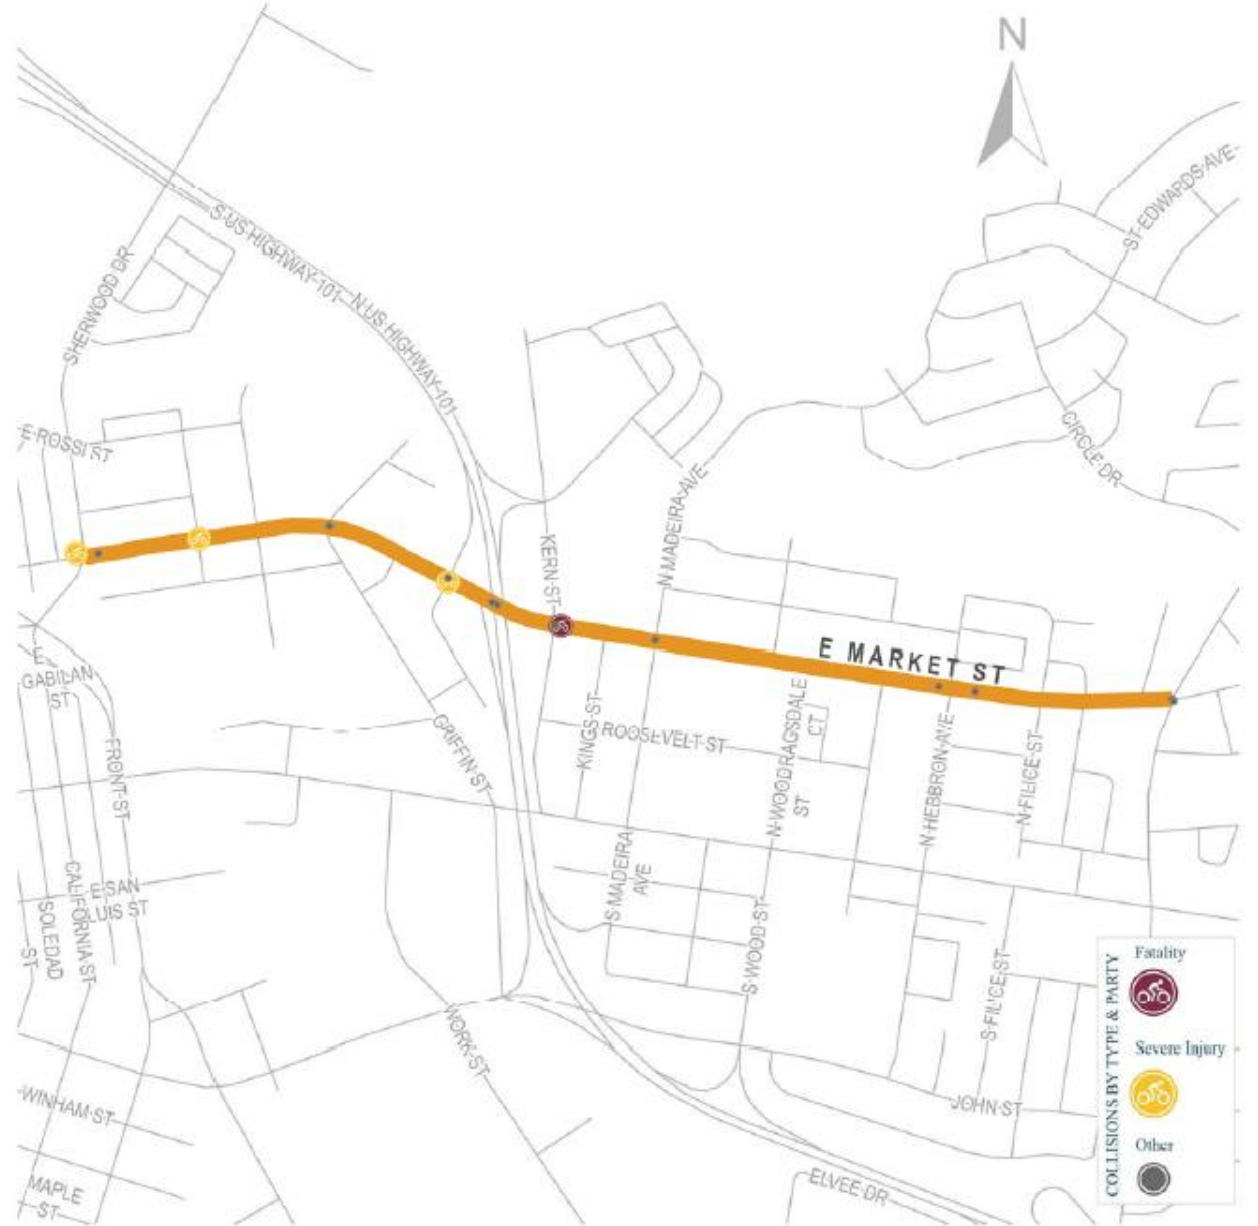 N
ST EDWARDS AVE
S US HIGHWAY 101
N US HIGHWAY 101
SHERWOOD DR
CIRCLE DR
E ROSSI ST
N MADEIRA AVE
KERN ST
E MARKET ST
E
GABILAN
ST
N WOOD
ST
RAGSDALE
CT
KINGS ST
ROOSEVELT ST
GRIFFIN ST
FRONT ST
N HEBBRON AVE
N FILICE ST
S MADEIRA
AVE
E SAN
LUIS ST
CALIFORNIA ST
SOLEDAD
ST
S WOOD ST
S FILICE ST
WORK ST
JOHN ST
WINHAM ST
MAPLE
ST
ELVEE DR
COLLISIONS BY TYPE & PARTY
Fatality
Severe Injury
Other